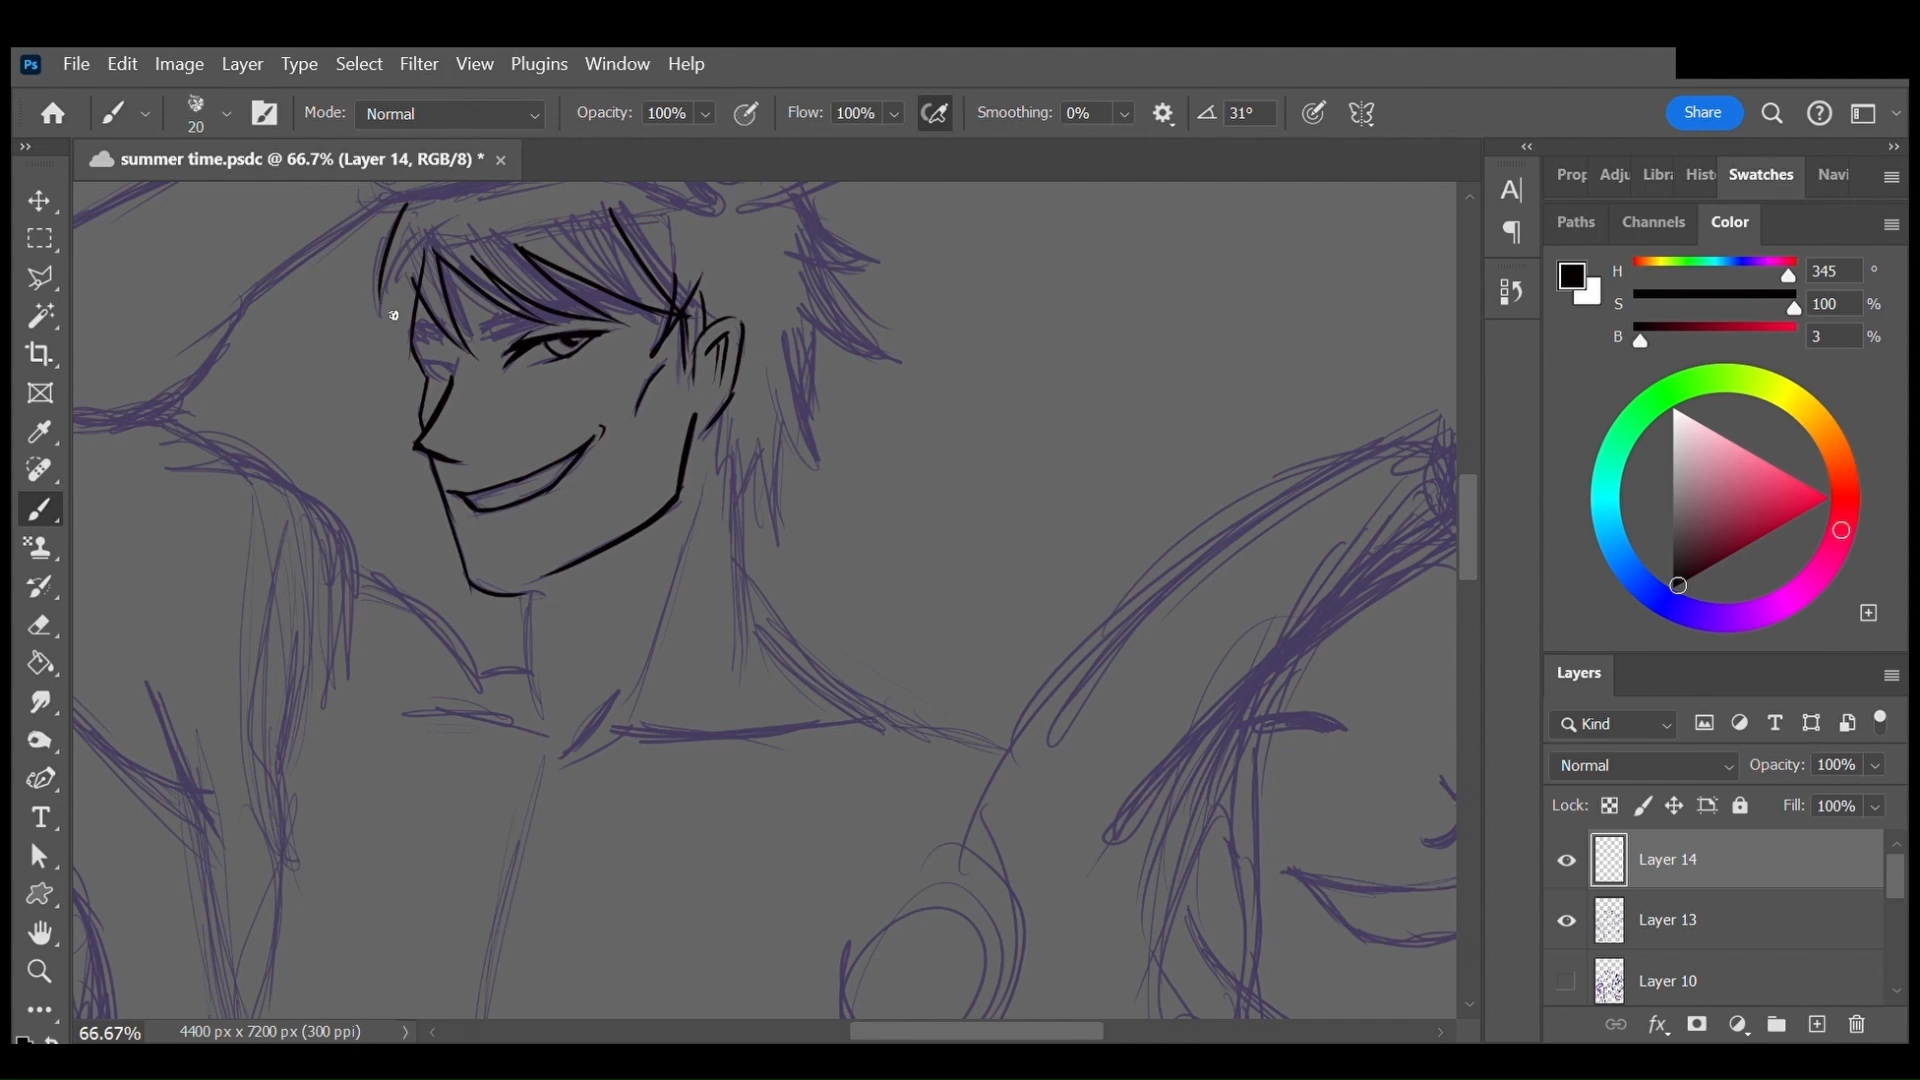 Ps File Edit Image Layer Type Select Filter View Plugins Window Help
20 Mode: Normal Opacity: 100% Flow: 100% Smoothing: 0% 31° Share
summer time.psdc @ 66.7% (Layer 14, RGB/8) *
Prop Adju Libra Histo Swatches Navi
Paths Channels Color
H 345 °
S 100 %
B 3 %
Layers
Kind
Normal Opacity: 100%
Lock: Fill: 100%
Layer 14
Layer 13
Layer 10
66.67% 4400 px x 7200 px (300 ppi)